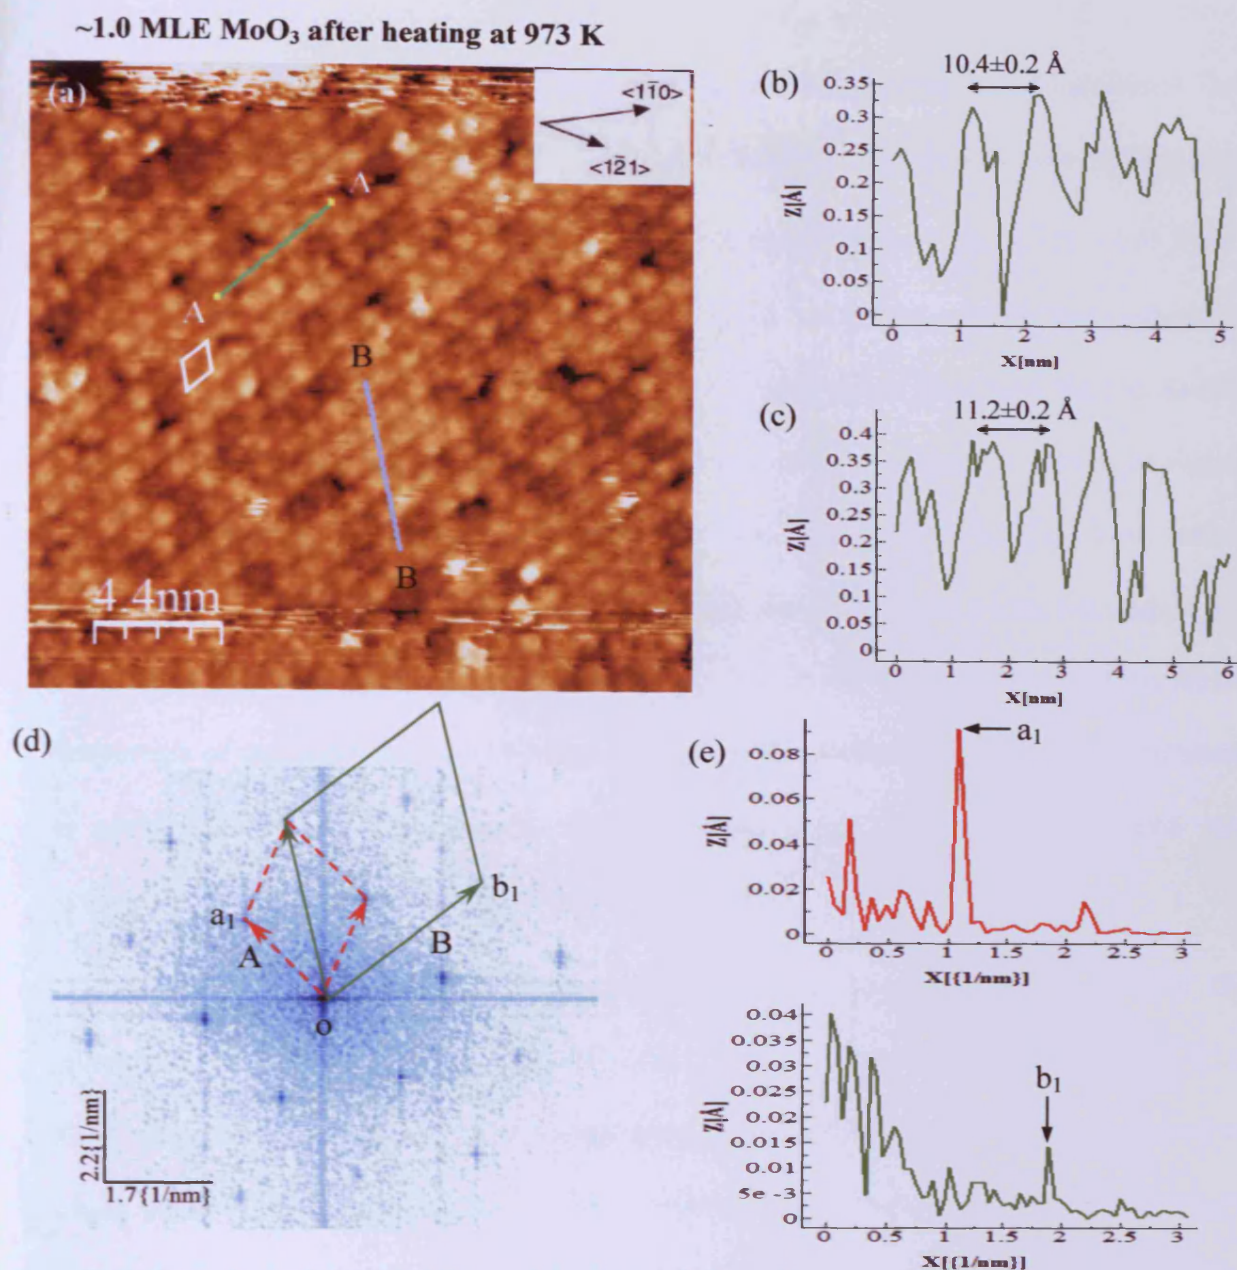 ~1.0 MLE MoO₃ after heating at 973 K
(a)
<11̄0>
<12̄1>
A
A
B
B
4.4nm
(b)
10.4±0.2 Å
0.35
0.3
0.25
0.2
0.15
0.1
0.05
0
Z[Å]
0 1 2 3 4 5
X[nm]
(c)
11.2±0.2 Å
0.4
0.35
0.3
0.25
0.2
0.15
0.1
0.05
0
Z[Å]
0 1 2 3 4 5 6
X[nm]
(d)
a₁
A
B
b₁
o
2.2{1/nm}
1.7{1/nm}
(e)
a₁
0.08
0.06
0.04
0.02
0
Z[Å]
0 0.5 1 1.5 2 2.5 3
X[{1/nm}]
b₁
0.04
0.035
0.03
0.025
0.02
0.015
0.01
5e -3
0
Z[Å]
0 0.5 1 1.5 2 2.5 3
X[{1/nm}]